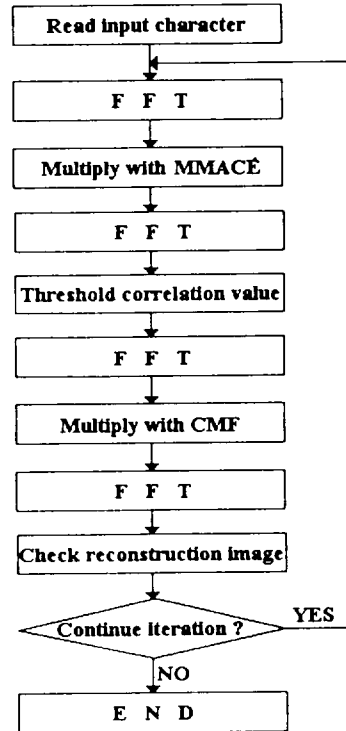 Read input character
F F T
Multiply with MMACE
F F T
Threshold correlation value
F F T
Multiply with CMF
F F T
Check reconstruction image
Continue iteration ?
YES
NO
E N D